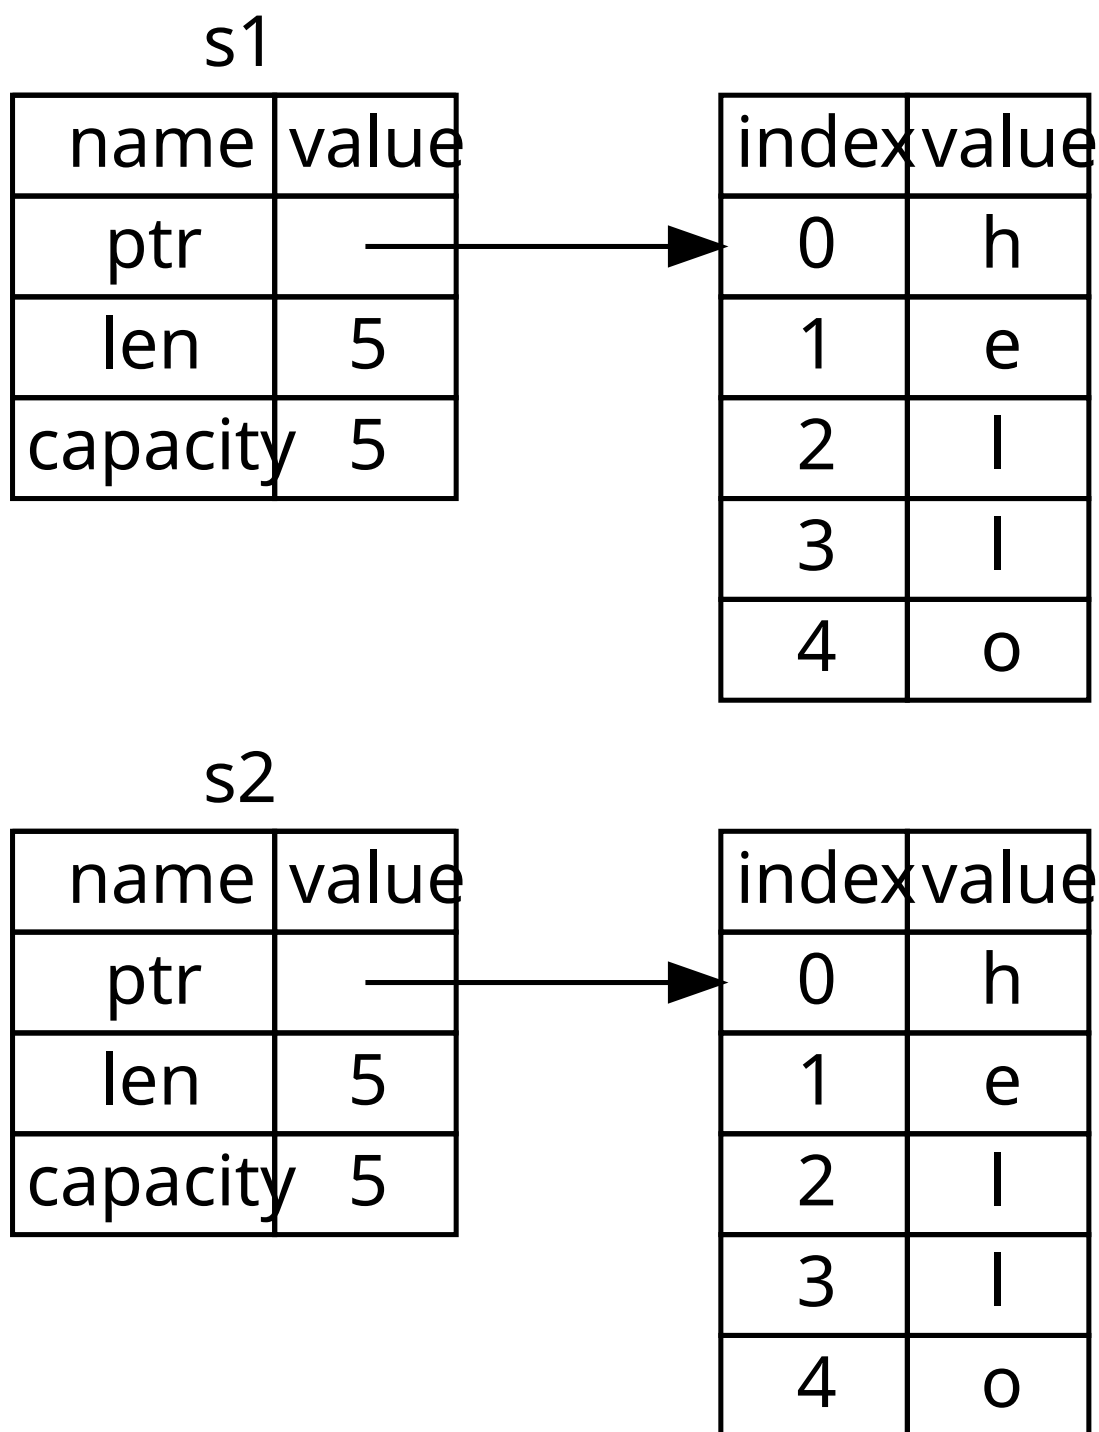 s1
name value
ptr
len 5
capacity 5
index value
0 h
1 e
2 l
3 l
4 o
s2
name value
ptr
len 5
capacity 5
index value
0 h
1 e
2 l
3 l
4 o